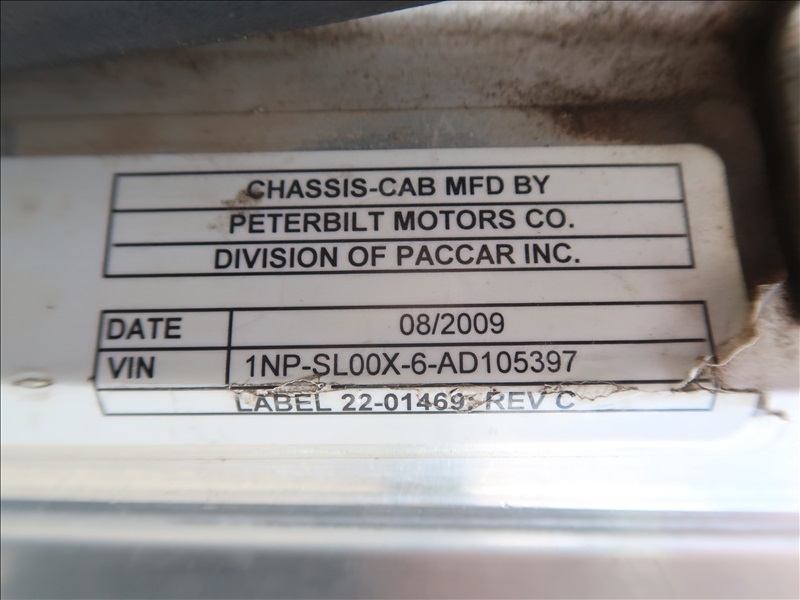 CHASSIS-CAB MFD BY
PETERBILT MOTORS CO.
DIVISION OF PACCAR INC.
DATE 08/2009
VIN 1NP-SL00X-6-AD105397
LABEL 22-01469, REV C